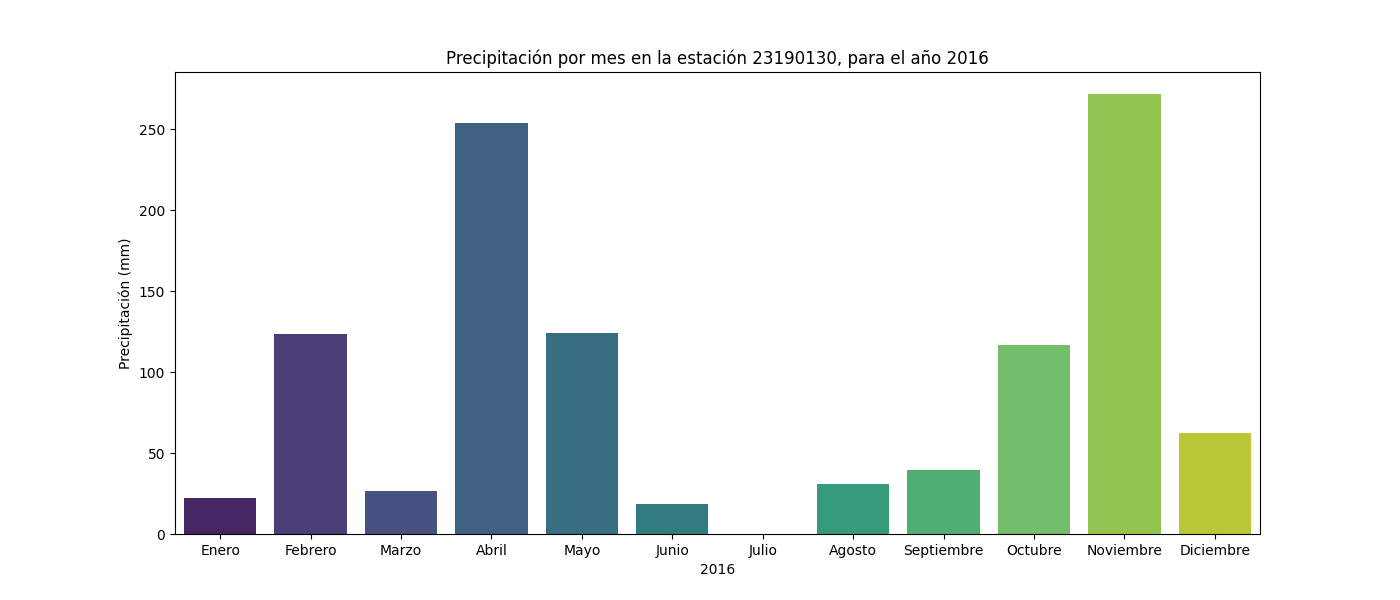 Precipitación por mes en la estación 23190130, para el año 2016
Precipitación (mm)
250
200
150
100
50
0
Enero Febrero Marzo Abril Mayo Junio Julio Agosto Septiembre Octubre Noviembre Diciembre
2016